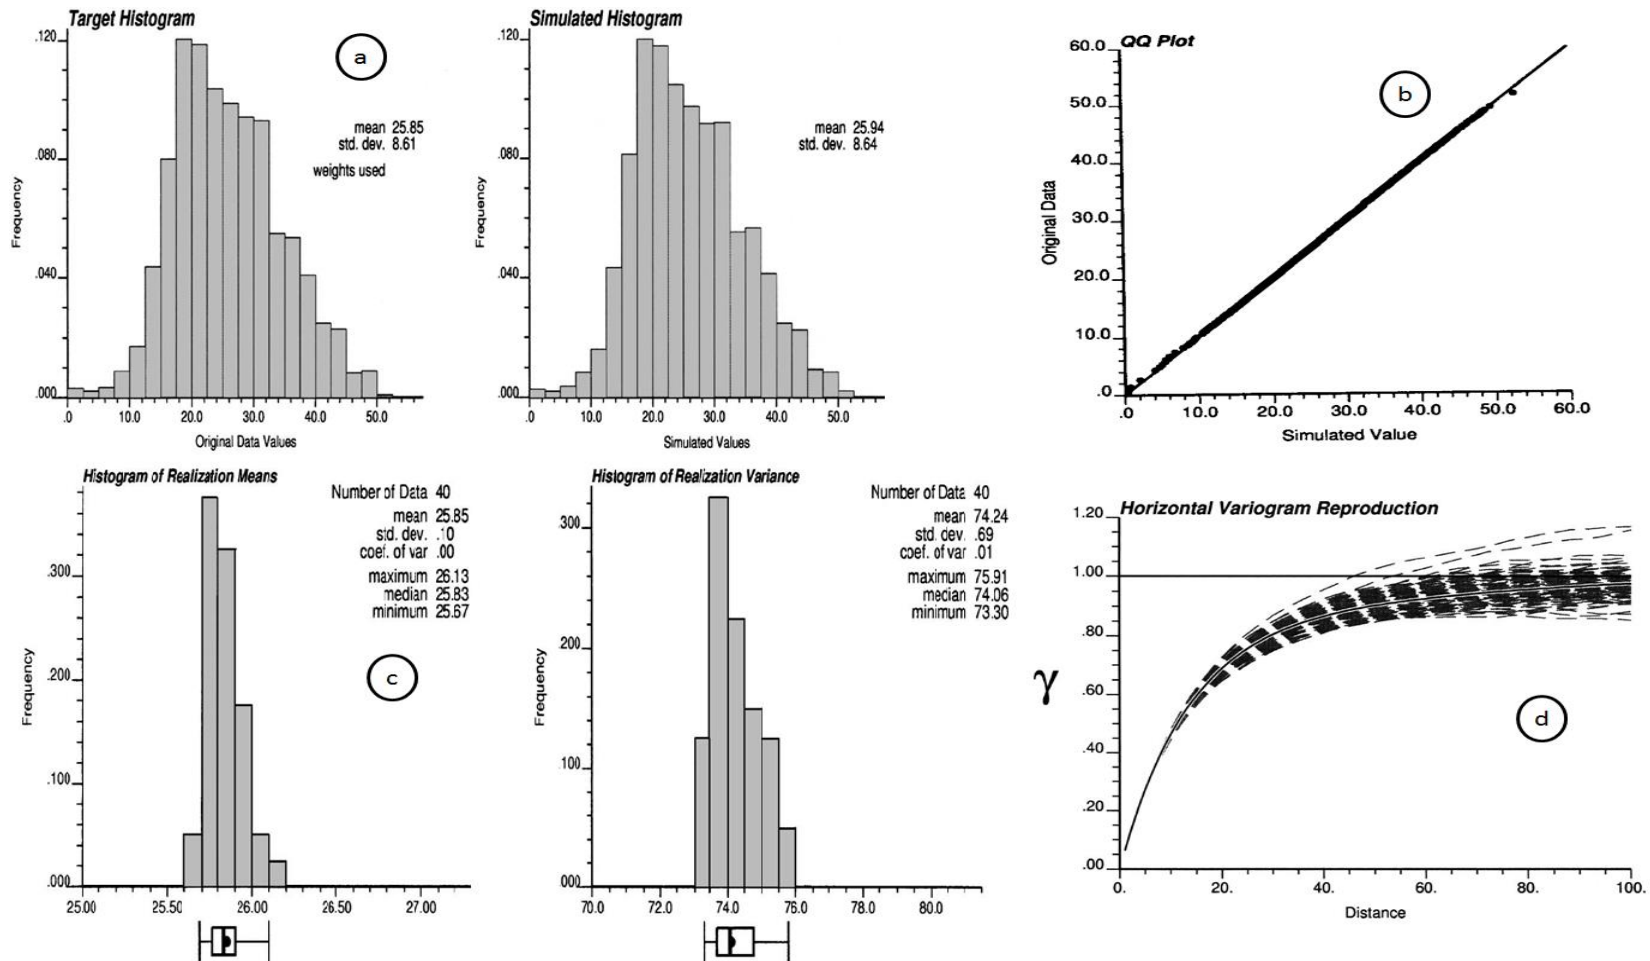 Target Histogram
.120
.080
.040
.000
Frequency
a
mean 25.85
std. dev. 8.61
weights used
.0 10.0 20.0 30.0 40.0 50.0
Original Data Values
Simulated Histogram
.120
.080
.040
.000
Frequency
mean 25.94
std. dev. 8.64
.0 10.0 20.0 30.0 40.0 50.0
Simulated Values
QQ Plot
60.0
50.0
40.0
30.0
20.0
10.0
.0
Original Data
b
.0 10.0 20.0 30.0 40.0 50.0 60.0
Simulated Value
Histogram of Realization Means
Number of Data 40
mean 25.85
std. dev. .10
coef. of var .00
maximum 26.13
median 25.83
minimum 25.67
.300
.200
.100
.000
Frequency
c
25.00 25.50 26.00 26.50 27.00
Histogram of Realization Variance
Number of Data 40
mean 74.24
std. dev. .69
coef. of var .01
maximum 75.91
median 74.06
minimum 73.30
.300
.200
.100
.000
Frequency
70.0 72.0 74.0 76.0 78.0 80.0
Horizontal Variogram Reproduction
1.20
1.00
.80
.60
.40
.20
.00
γ
d
0. 20. 40. 60. 80. 100.
Distance